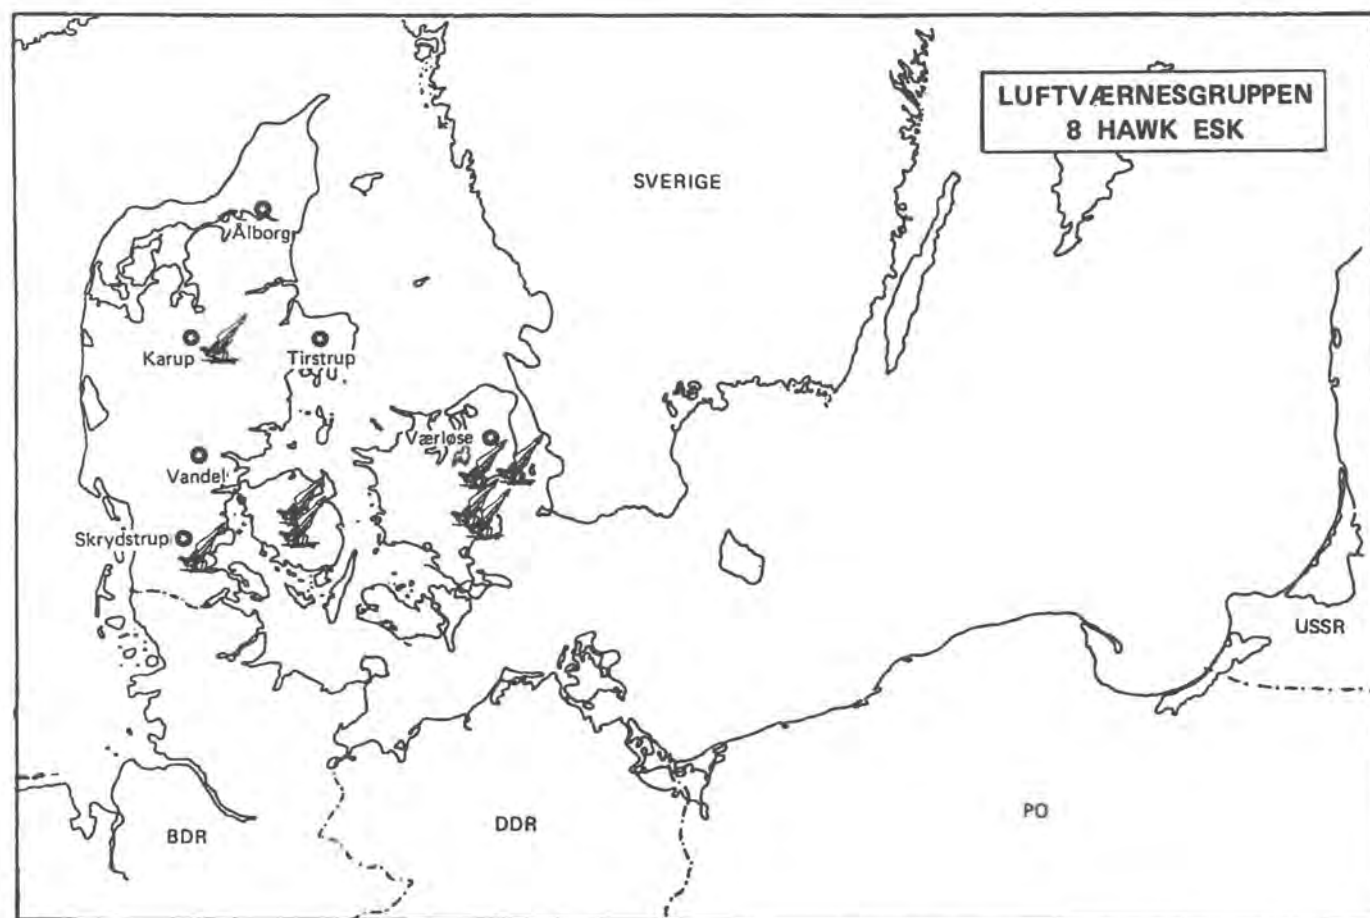 LUFTVÆRNESGRUPPEN
8 HAWK ESK
SVERIGE
Ålborg
Karup
Tirstrup
Værløse
Vandel
Skrydstrup
USSR
BDR
DDR
PO